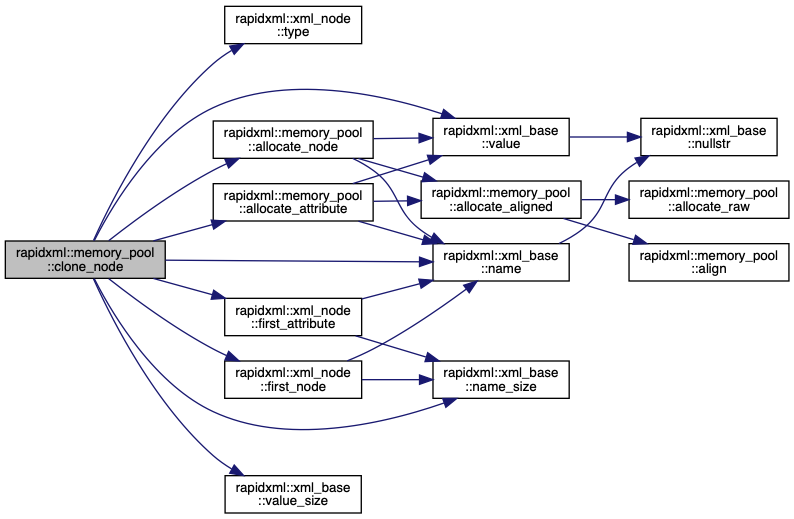 rapidxml::xml_node
::type
rapidxml::memory_pool
::allocate_node
rapidxml::xml_base
::value
rapidxml::xml_base
::nullstr
rapidxml::memory_pool
::allocate_attribute
rapidxml::memory_pool
::allocate_aligned
rapidxml::memory_pool
::allocate_raw
rapidxml::memory_pool
::clone_node
rapidxml::xml_base
::name
rapidxml::memory_pool
::align
rapidxml::xml_node
::first_attribute
rapidxml::xml_node
::first_node
rapidxml::xml_base
::name_size
rapidxml::xml_base
::value_size